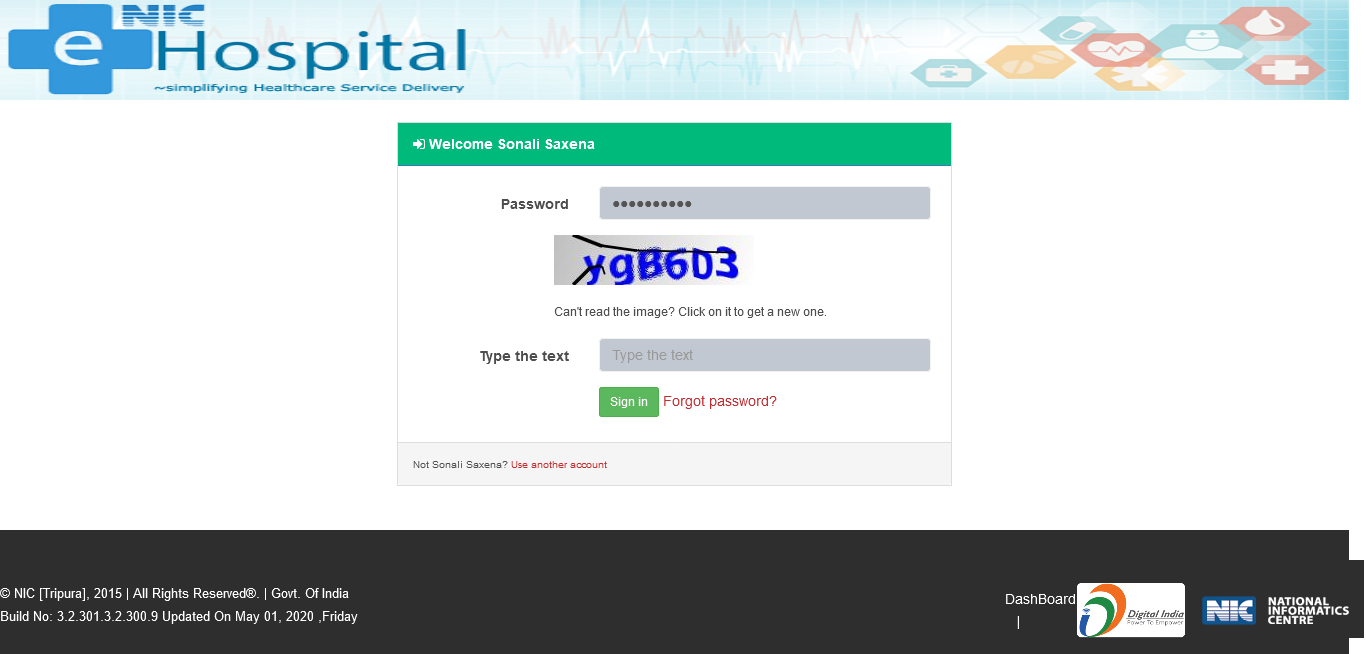 NIC
e Hospital
~simplifying Healthcare Service Delivery
Welcome Sonali Saxena
Password
ygB6D3
Can't read the image? Click on it to get a new one.
Type the text
Type the text
Sign in Forgot password?
Not Sonali Saxena? Use another account
© NIC [Tripura], 2015 | All Rights Reserved®. | Govt. Of India
Build No: 3.2.301.3.2.300.9 Updated On May 01, 2020 ,Friday
DashBoard
|
Digital India
Power To Empower
NIC
NATIONAL
INFORMATICS
CENTRE